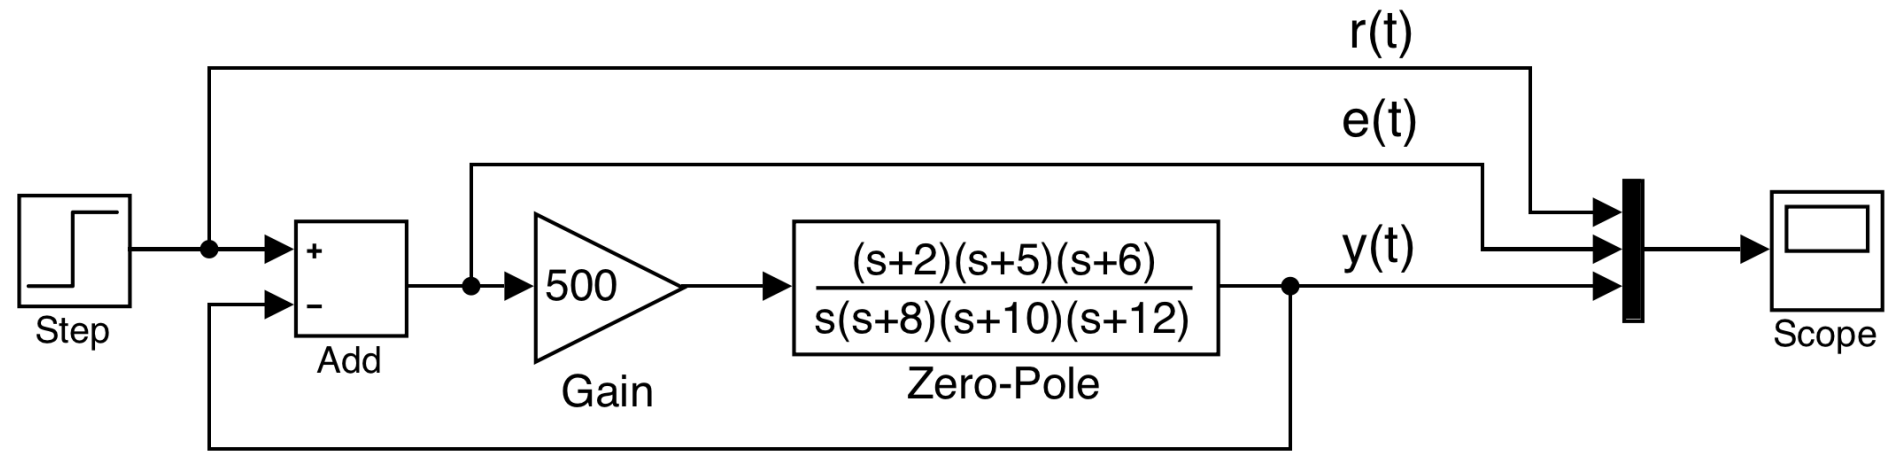 r(t)
e(t)
y(t)
Step
+
−
Add
500
Gain
(s+2)(s+5)(s+6)
s(s+8)(s+10)(s+12)
Zero-Pole
Scope